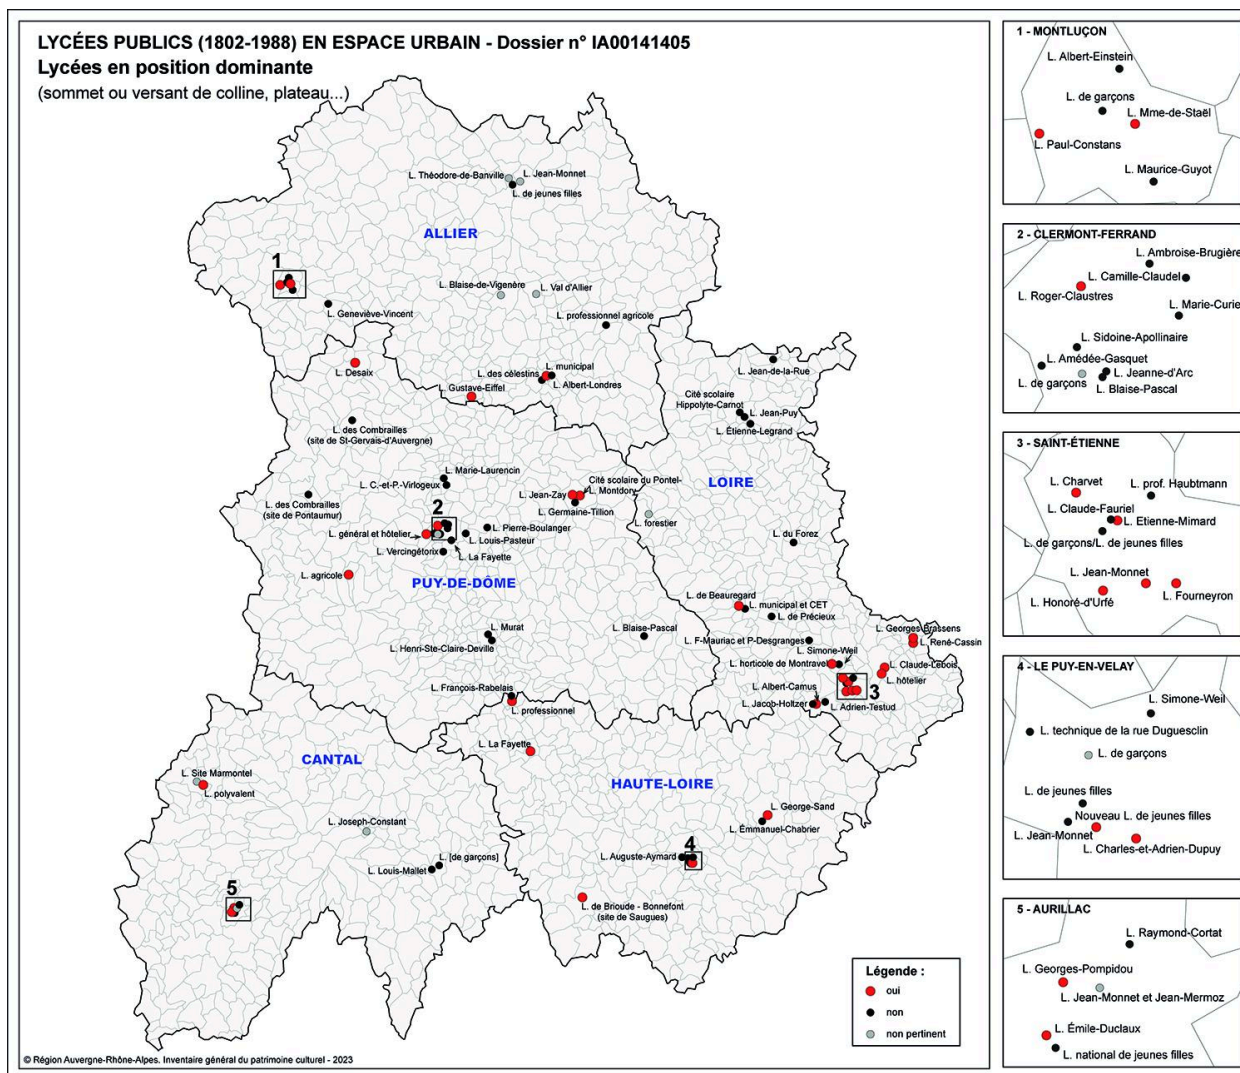 LYCÉES PUBLICS (1802-1988) EN ESPACE URBAIN - Dossier n° IA00141405
Lycées en position dominante
(sommet ou versant de colline, plateau...)
L. Théodore-de-Banville
L. Jean-Monnet
L. de jeunes filles
ALLIER
1
L. Blaise-de-Vigenère
L. Val d'Allier
L. Geneviève-Vincent
L. professionnel agricole
L. Desaix
L. des célestins
L. municipal
L. Albert-Londres
L. Gustave-Eiffel
L. Jean-de-la-Rue
Cité scolaire
Hippolyte-Carnot
L. Jean-Puy
L. Étienne-Legrand
L. des Combrailles
(site de St-Gervais-d'Auvergne)
L. Marie-Laurencin
L. C.-et-P.-Virlogeux
L. des Combrailles
(site de Pontaumur)
Cité scolaire du Pontel-
L. Jean-Zay
L. Montdory
L. Germaine-Tillion
LOIRE
2
L. forestier
L. général et hôtelier
L. Pierre-Boulanger
L. Louis-Pasteur
L. Vercingétorix
L. La Fayette
L. du Forez
L. agricole
PUY-DE-DÔME
L. de Beauregard
L. municipal et CET
L. de Précieux
L. Murat
L. Henri-Ste-Claire-Deville
L. Blaise-Pascal
L. F-Mauriac et P-Desgranges
L. Georges Brassens
L. René-Cassin
L. Simone-Weil
L. horticole de Montravel
L. Claude-Lebois
L. hôtelier
3
L. Albert-Camus
L. Jacob-Holtzer
L. Adrien-Testud
L. François-Rabelais
L. professionnel
L. La Fayette
CANTAL
HAUTE-LOIRE
L. Site Marmontel
L. polyvalent
L. Joseph-Constant
L. George-Sand
L. Emmanuel-Chabrier
4
L. Auguste-Aymard
L. [de garçons]
L. Louis-Mallet
5
L. de Brioude - Bonnefont
(site de Saugues)
Légende :
oui
non
non pertinent
© Région Auvergne-Rhône-Alpes. Inventaire général du patrimoine culturel - 2023
1 - MONTLUÇON
L. Albert-Einstein
L. de garçons
L. Mme-de-Staël
L. Paul-Constans
L. Maurice-Guyot
2 - CLERMONT-FERRAND
L. Ambroise-Brugière
L. Camille-Claudel
L. Roger-Claustres
L. Marie-Curie
L. Sidoine-Apollinaire
L. Amédée-Gasquet
L. de garçons
L. Jeanne-d'Arc
L. Blaise-Pascal
3 - SAINT-ÉTIENNE
L. Charvet
L. prof. Haubtmann
L. Claude-Fauriel
L. Etienne-Mimard
L. de garçons/L. de jeunes filles
L. Jean-Monnet
L. Honoré-d'Urfé
L. Fourneyron
4 - LE PUY-EN-VELAY
L. Simone-Weil
L. technique de la rue Duguesclin
L. de garçons
L. de jeunes filles
Nouveau L. de jeunes filles
L. Jean-Monnet
L. Charles-et-Adrien-Dupuy
5 - AURILLAC
L. Raymond-Cortat
L. Georges-Pompidou
L. Jean-Monnet et Jean-Mermoz
L. Émile-Duclaux
L. national de jeunes filles